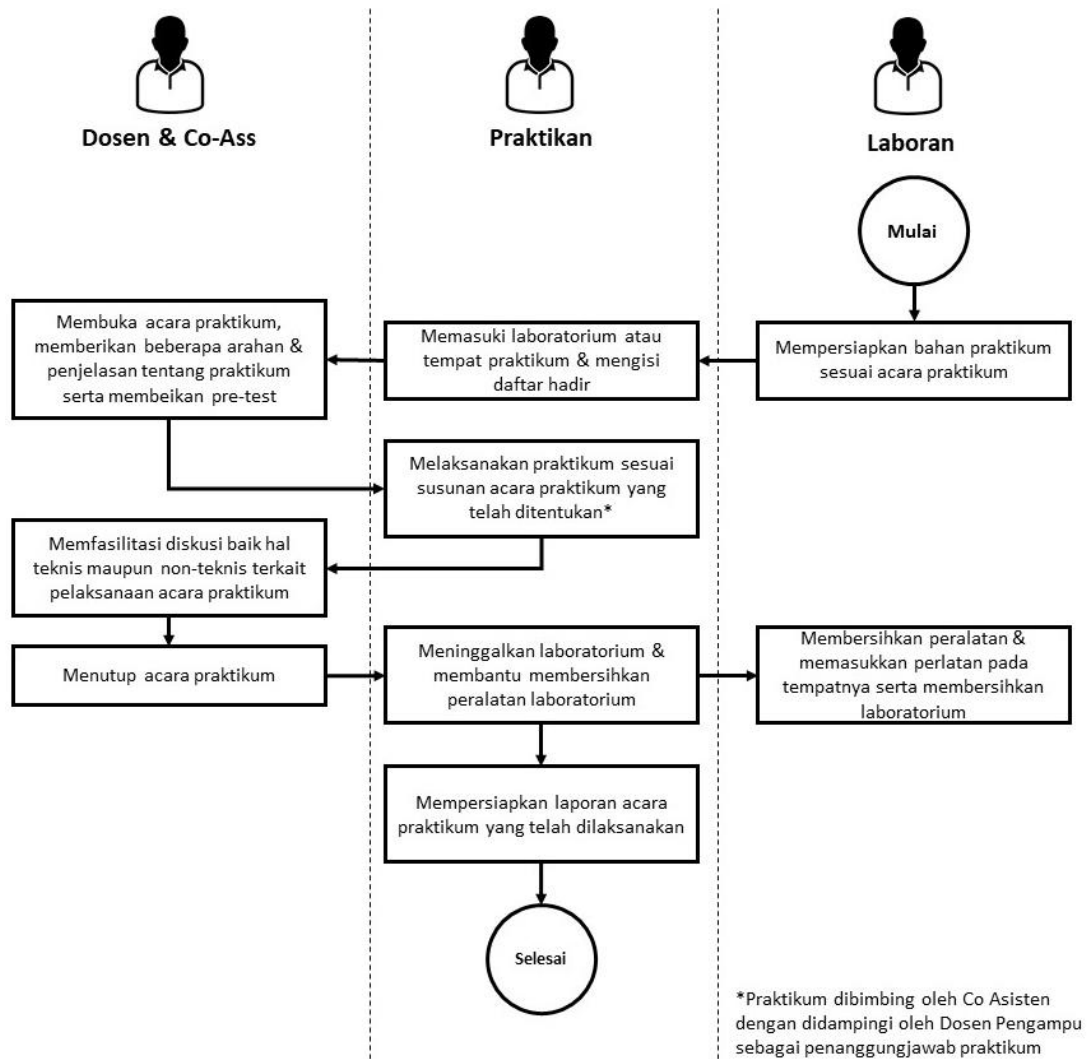 Dosen & Co-Ass
Praktikan
Laboran
Mulai
Mempersiapkan bahan praktikum
sesuai acara praktikum
Memasuki laboratorium atau
tempat praktikum & mengisi
daftar hadir
Membuka acara praktikum,
memberikan beberapa arahan &
penjelasan tentang praktikum
serta membeikan pre-test
Melaksanakan praktikum sesuai
susunan acara praktikum yang
telah ditentukan*
Memfasilitasi diskusi baik hal
teknis maupun non-teknis terkait
pelaksanaan acara praktikum
Menutup acara praktikum
Meninggalkan laboratorium &
membantu membersihkan
peralatan laboratorium
Membersihkan peralatan &
memasukkan perlatan pada
tempatnya serta membersihkan
laboratorium
Mempersiapkan laporan acara
praktikum yang telah dilaksanakan
Selesai
*Praktikum dibimbing oleh Co Asisten
dengan didampingi oleh Dosen Pengampu
sebagai penanggungjawab praktikum